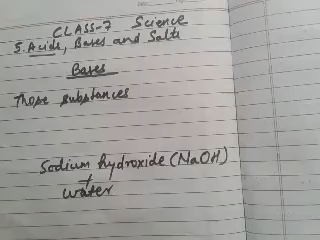 CLASS-7 Science
5. Acids, Bases and Salts
Bases
Those substances
Sodium hydroxide (NaOH)
+
water